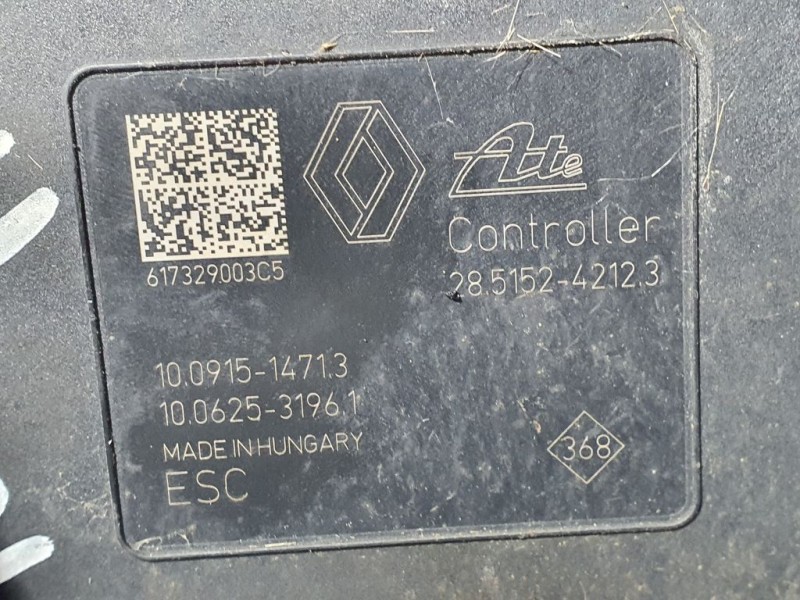 Ate
Controller
28.5152-4212.3
617329003C5
10.0915-1471.3
10.0625-3196.1
MADE IN HUNGARY
ESC
368